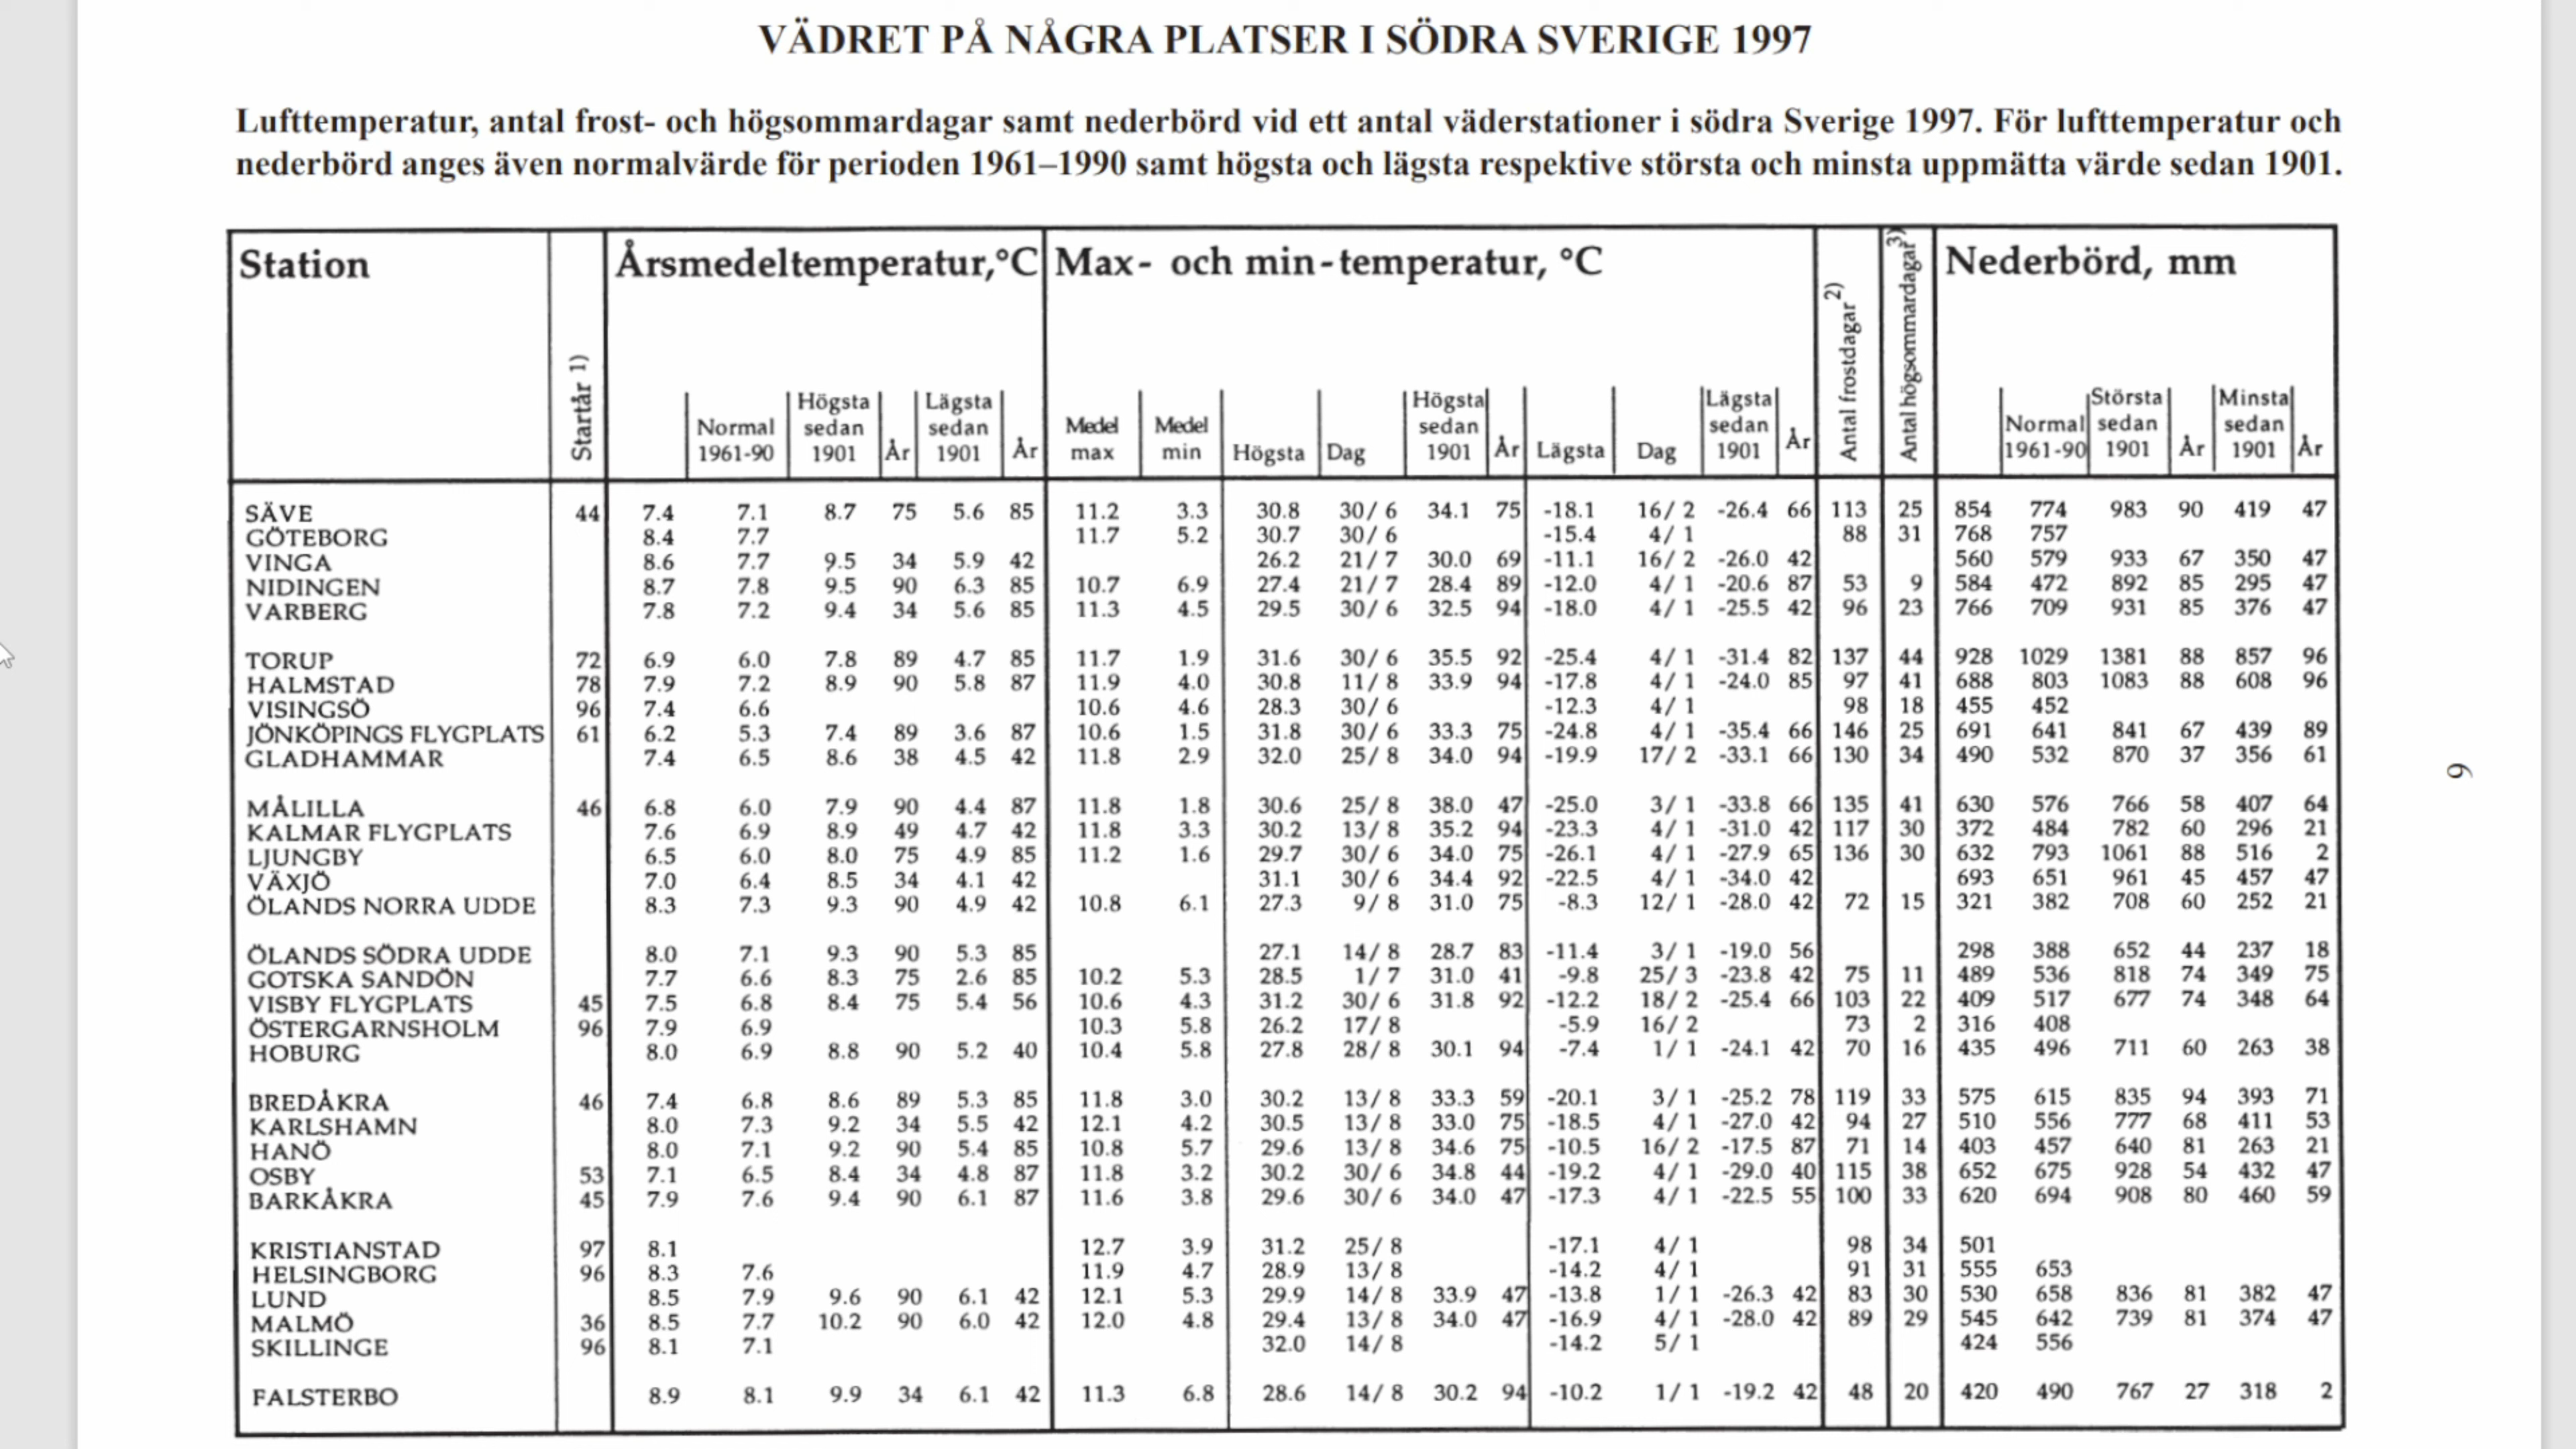 VÄDRET PÅ NÅGRA PLATSER I SÖDRA SVERIGE 1997
Lufttemperatur, antal frost- och högsommardagar samt nederbörd vid ett antal väderstationer i södra Sverige 1997. För lufttemperatur och
nederbörd anges även normalvärde för perioden 1961–1990 samt högsta och lägsta respektive största och minsta uppmätta värde sedan 1901.
Station Startår 1) Årsmedeltemperatur,°C Max- och min-temperatur, °C Antal frostdagar 2) Antal högsommardagar 3) Nederbörd, mm
Normal 1961-90 Högsta sedan 1901 År Lägsta sedan 1901 År Medel max Medel min Högsta Dag Högsta sedan 1901 År Lägsta Dag Lägsta sedan 1901 År Normal 1961-90 Största sedan 1901 År Minsta sedan 1901 År
SÄVE 44 7.4 7.1 8.7 75 5.6 85 11.2 3.3 30.8 30/ 6 34.1 75 -18.1 16/ 2 -26.4 66 113 25 854 774 983 90 419 47
GÖTEBORG 8.4 7.7 11.7 5.2 30.7 30/ 6 -15.4 4/ 1 88 31 768 757
VINGA 8.6 7.7 9.5 34 5.9 42 26.2 21/ 7 30.0 69 -11.1 16/ 2 -26.0 42 560 579 933 67 350 47
NIDINGEN 8.7 7.8 9.5 90 6.3 85 10.7 6.9 27.4 21/ 7 28.4 89 -12.0 4/ 1 -20.6 87 53 9 584 472 892 85 295 47
VARBERG 7.8 7.2 9.4 34 5.6 85 11.3 4.5 29.5 30/ 6 32.5 94 -18.0 4/ 1 -25.5 42 96 23 766 709 931 85 376 47
TORUP 72 6.9 6.0 7.8 89 4.7 85 11.7 1.9 31.6 30/ 6 35.5 92 -25.4 4/ 1 -31.4 82 137 44 928 1029 1381 88 857 96
HALMSTAD 78 7.9 7.2 8.9 90 5.8 87 11.9 4.0 30.8 11/ 8 33.9 94 -17.8 4/ 1 -24.0 85 97 41 688 803 1083 88 608 96
VISINGSÖ 96 7.4 6.6 10.6 4.6 28.3 30/ 6 -12.3 4/ 1 98 18 455 452
JÖNKÖPINGS FLYGPLATS 61 6.2 5.3 7.4 89 3.6 87 10.6 1.5 31.8 30/ 6 33.3 75 -24.8 4/ 1 -35.4 66 146 25 691 641 841 67 439 89
GLADHAMMAR 7.4 6.5 8.6 38 4.5 42 11.8 2.9 32.0 25/ 8 34.0 94 -19.9 17/ 2 -33.1 66 130 34 490 532 870 37 356 61
MÅLILLA 46 6.8 6.0 7.9 90 4.4 87 11.8 1.8 30.6 25/ 8 38.0 47 -25.0 3/ 1 -33.8 66 135 41 630 576 766 58 407 64
KALMAR FLYGPLATS 7.6 6.9 8.9 49 4.7 42 11.8 3.3 30.2 13/ 8 35.2 94 -23.3 4/ 1 -31.0 42 117 30 372 484 782 60 296 21
LJUNGBY 6.5 6.0 8.0 75 4.9 85 11.2 1.6 29.7 30/ 6 34.0 75 -26.1 4/ 1 -27.9 65 136 30 632 793 1061 88 516 2
VÄXJÖ 7.0 6.4 8.5 34 4.1 42 31.1 30/ 6 34.4 92 -22.5 4/ 1 -34.0 42 693 651 961 45 457 47
ÖLANDS NORRA UDDE 8.3 7.3 9.3 90 4.9 42 10.8 6.1 27.3 9/ 8 31.0 75 -8.3 12/ 1 -28.0 42 72 15 321 382 708 60 252 21
ÖLANDS SÖDRA UDDE 8.0 7.1 9.3 90 5.3 85 27.1 14/ 8 28.7 83 -11.4 3/ 1 -19.0 56 298 388 652 44 237 18
GOTSKA SANDÖN 7.7 6.6 8.3 75 2.6 85 10.2 5.3 28.5 1/ 7 31.0 41 -9.8 25/ 3 -23.8 42 75 11 489 536 818 74 349 75
VISBY FLYGPLATS 45 7.5 6.8 8.4 75 5.4 56 10.6 4.3 31.2 30/ 6 31.8 92 -12.2 18/ 2 -25.4 66 103 22 409 517 677 74 348 64
ÖSTERGARNSHOLM 96 7.9 6.9 10.3 5.8 26.2 17/ 8 -5.9 16/ 2 73 2 316 408
HOBURG 8.0 6.9 8.8 90 5.2 40 10.4 5.8 27.8 28/ 8 30.1 94 -7.4 1/ 1 -24.1 42 70 16 435 496 711 60 263 38
BREDÅKRA 46 7.4 6.8 8.6 89 5.3 85 11.8 3.0 30.2 13/ 8 33.3 59 -20.1 3/ 1 -25.2 78 119 33 575 615 835 94 393 71
KARLSHAMN 8.0 7.3 9.2 34 5.5 42 12.1 4.2 30.5 13/ 8 33.0 75 -18.5 4/ 1 -27.0 42 94 27 510 556 777 68 411 53
HANÖ 8.0 7.1 9.2 90 5.4 85 10.8 5.7 29.6 13/ 8 34.6 75 -10.5 16/ 2 -17.5 87 71 14 403 457 640 81 263 21
OSBY 53 7.1 6.5 8.4 34 4.8 87 11.8 3.2 30.2 30/ 6 34.8 44 -19.2 4/ 1 -29.0 40 115 38 652 675 928 54 432 47
BARKÅKRA 45 7.9 7.6 9.4 90 6.1 87 11.6 3.8 29.6 30/ 6 34.0 47 -17.3 4/ 1 -22.5 55 100 33 620 694 908 80 460 59
KRISTIANSTAD 97 8.1 12.7 3.9 31.2 25/ 8 -17.1 4/ 1 98 34 501
HELSINGBORG 96 8.3 7.6 11.9 4.7 28.9 13/ 8 -14.2 4/ 1 91 31 555 653
LUND 8.5 7.9 9.6 90 6.1 42 12.1 5.3 29.9 14/ 8 33.9 47 -13.8 1/ 1 -26.3 42 83 30 530 658 836 81 382 47
MALMÖ 36 8.5 7.7 10.2 90 6.0 42 12.0 4.8 29.4 13/ 8 34.0 47 -16.9 4/ 1 -28.0 42 89 29 545 642 739 81 374 47
SKILLINGE 96 8.1 7.1 32.0 14/ 8 -14.2 5/ 1 424 556
FALSTERBO 8.9 8.1 9.9 34 6.1 42 11.3 6.8 28.6 14/ 8 30.2 94 -10.2 1/ 1 -19.2 42 48 20 420 490 767 27 318 2
9